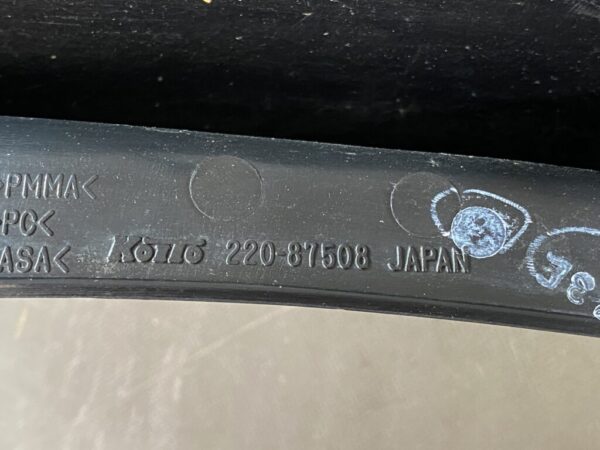 >PMMA<
>PC<
ASA<
KOITO 220-87508 JAPAN